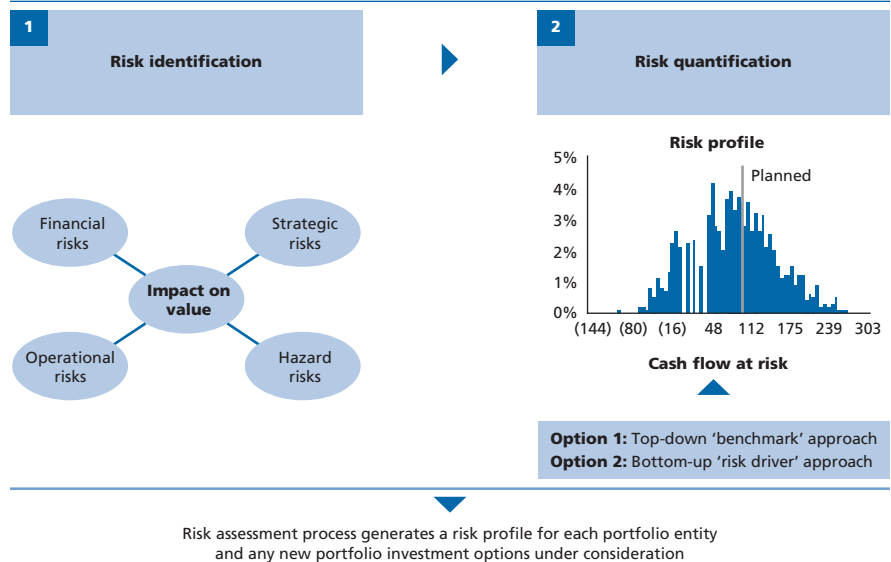 1
Risk identification
2
Risk quantification
Financial
risks
Strategic
risks
Impact on
value
Operational
risks
Hazard
risks
Risk profile
5%
4%
3%
2%
1%
0%
Planned
(144) (80) (16) 48 112 175 239 303
Cash flow at risk
Option 1: Top-down ‘benchmark’ approach
Option 2: Bottom-up ‘risk driver’ approach
Risk assessment process generates a risk profile for each portfolio entity
and any new portfolio investment options under consideration